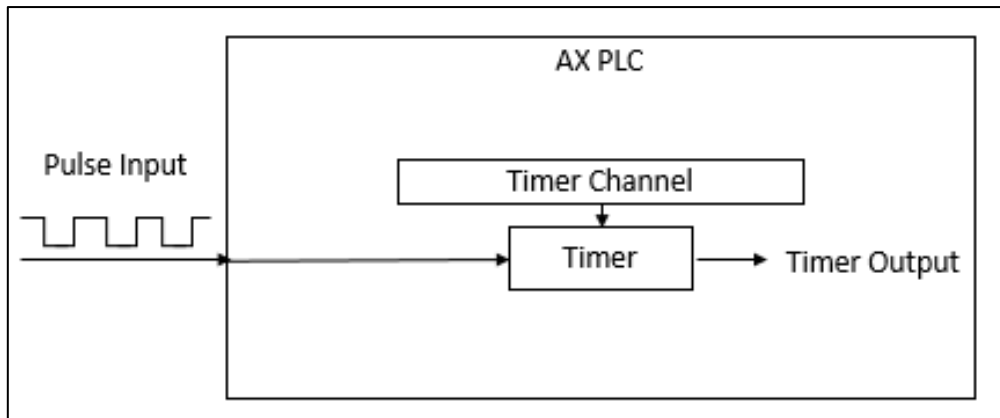 AX PLC
Pulse Input
Timer Channel
Timer
Timer Output